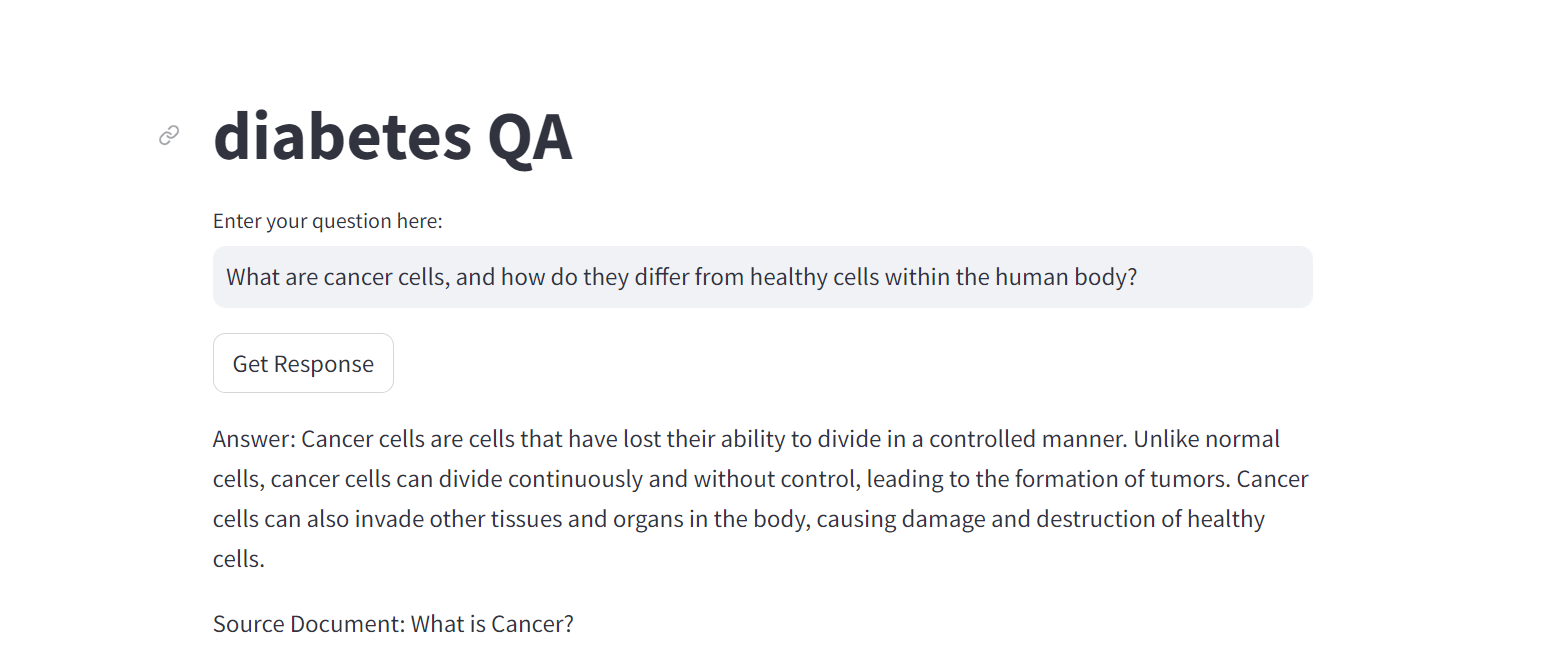 diabetes QA
Enter your question here:
What are cancer cells, and how do they differ from healthy cells within the human body?
Get Response
Answer: Cancer cells are cells that have lost their ability to divide in a controlled manner. Unlike normal
cells, cancer cells can divide continuously and without control, leading to the formation of tumors. Cancer
cells can also invade other tissues and organs in the body, causing damage and destruction of healthy
cells.
Source Document: What is Cancer?